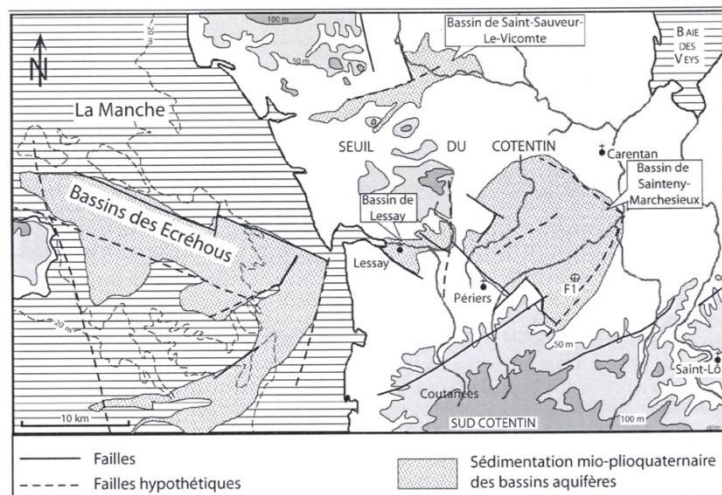 100 m
50 m
20 m
N
La Manche
Bassin de Saint-Sauveur-
Le-Vicomte
BAIE
DES
VEYS
SEUIL DU COTENTIN
Carentan
Bassin de
Sainteny-
Marchesieux
Bassins des Ecréhous
Bassin de
Lessay
Lessay
Périers
F1
20 m
50 m
Saint-Lô
Coutances
10 km
SUD COTENTIN
100 m
Failles
Failles hypothétiques
Sédimentation mio-plioquaternaire
des bassins aquifères